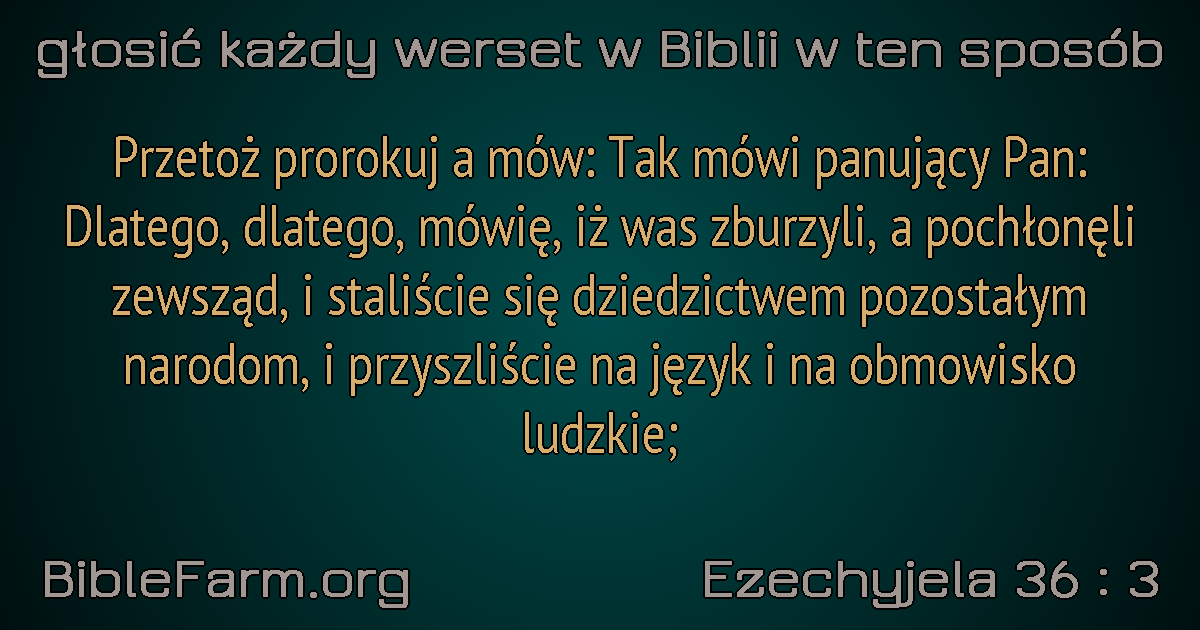 głosić każdy werset w Biblii w ten sposób
Przetoż prorokuj a mów: Tak mówi panujący Pan:
Dlatego, dlatego, mówię, iż was zburzyli, a pochłonęli
zewsząd, i staliście się dziedzictwem pozostałym
narodom, i przyszliście na język i na obmowisko
ludzkie;
BibleFarm.org
Ezechyjela 36 : 3